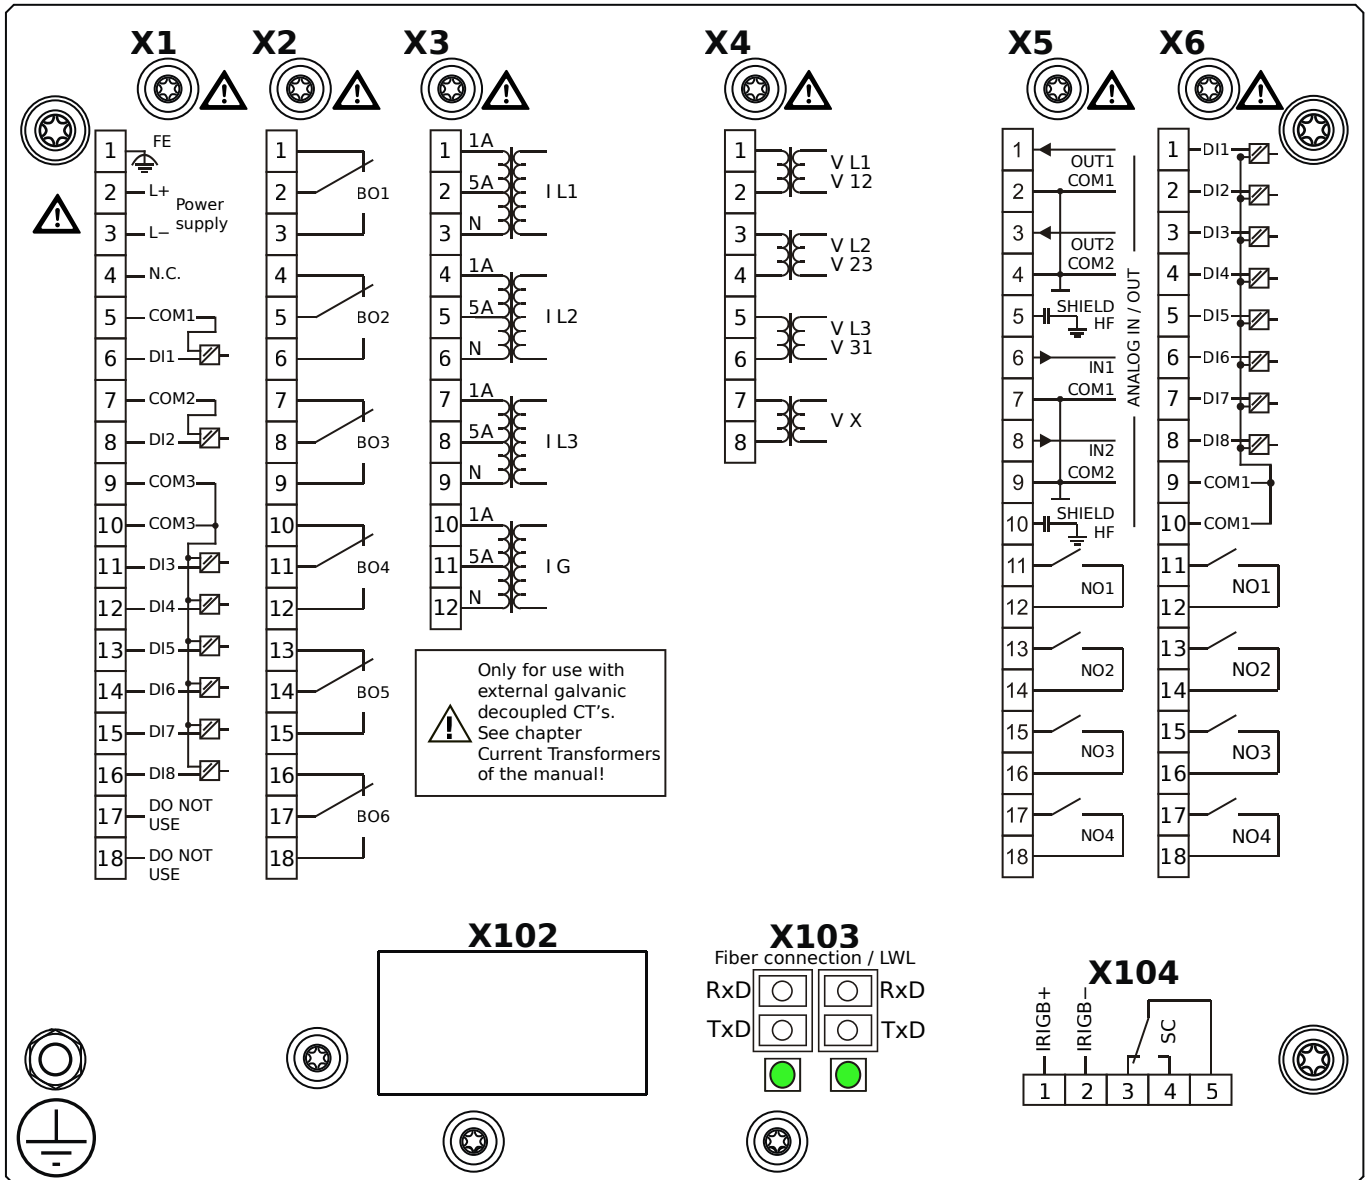 X1 X2 X3 X4 X5 X6
1 FE
2 L+
Power
supply
3 L−
4 N.C.
5 COM1
6 DI1
7 COM2
8 DI2
9 COM3
10 COM3
11 DI3
12 DI4
13 DI5
14 DI6
15 DI7
16 DI8
17 DO NOT
USE
18 DO NOT
USE
1
2 BO1
3
4
5 BO2
6
7
8 BO3
9
10
11 BO4
12
13
14 BO5
15
16
17 BO6
18
1 1A
2 5A I L1
3 N
4 1A
5 5A I L2
6 N
7 1A
8 5A I L3
9 N
10 1A
11 5A I G
12 N
Only for use with
external galvanic
decoupled CT's.
See chapter
Current Transformers
of the manual!
1 V L1
2 V 12
3 V L2
4 V 23
5 V L3
6 V 31
7 V X
8
1 OUT1
2 COM1
3 OUT2
4 COM2
5 SHIELD
HF
6 IN1
7 COM1
8 IN2
9 COM2
10 SHIELD
HF
ANALOG IN / OUT
11 NO1
12
13 NO2
14
15 NO3
16
17 NO4
18
1 DI1
2 DI2
3 DI3
4 DI4
5 DI5
6 DI6
7 DI7
8 DI8
9 COM1
10 COM1
11 NO1
12
13 NO2
14
15 NO3
16
17 NO4
18
X102
X103
Fiber connection / LWL
RxD RxD
TxD TxD
X104
IRIGB+ IRIGB− SC
1 2 3 4 5